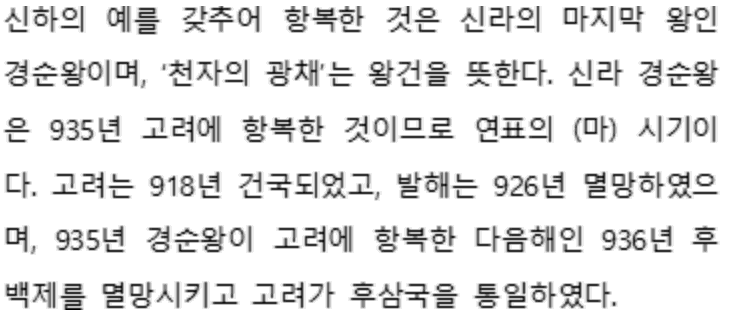 신하의 예를 갖추어 항복한 것은 신라의 마지막 왕인
경순왕이며, ‘천자의 광채’는 왕건을 뜻한다. 신라 경순왕
은 935년 고려에 항복한 것이므로 연표의 (마) 시기이
다. 고려는 918년 건국되었고, 발해는 926년 멸망하였으
며, 935년 경순왕이 고려에 항복한 다음해인 936년 후
백제를 멸망시키고 고려가 후삼국을 통일하였다.